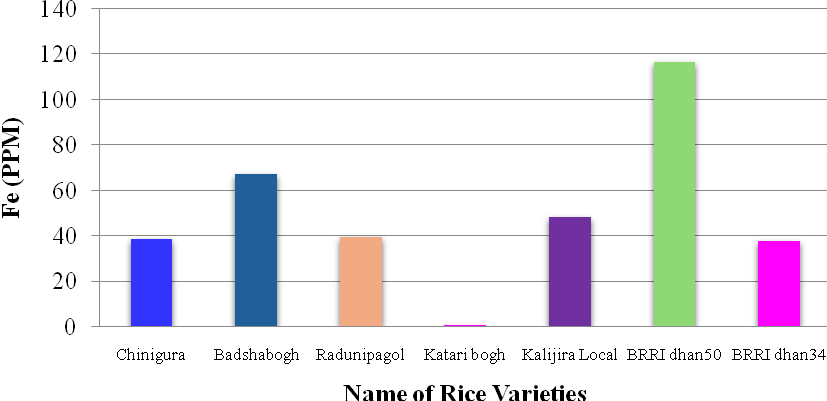 140
120
100
80
60
40
20
0
Fe (PPM)
Chinigura Badshabogh Radunipagol Katari bogh Kalijira Local BRRI dhan50 BRRI dhan34
Name of Rice Varieties